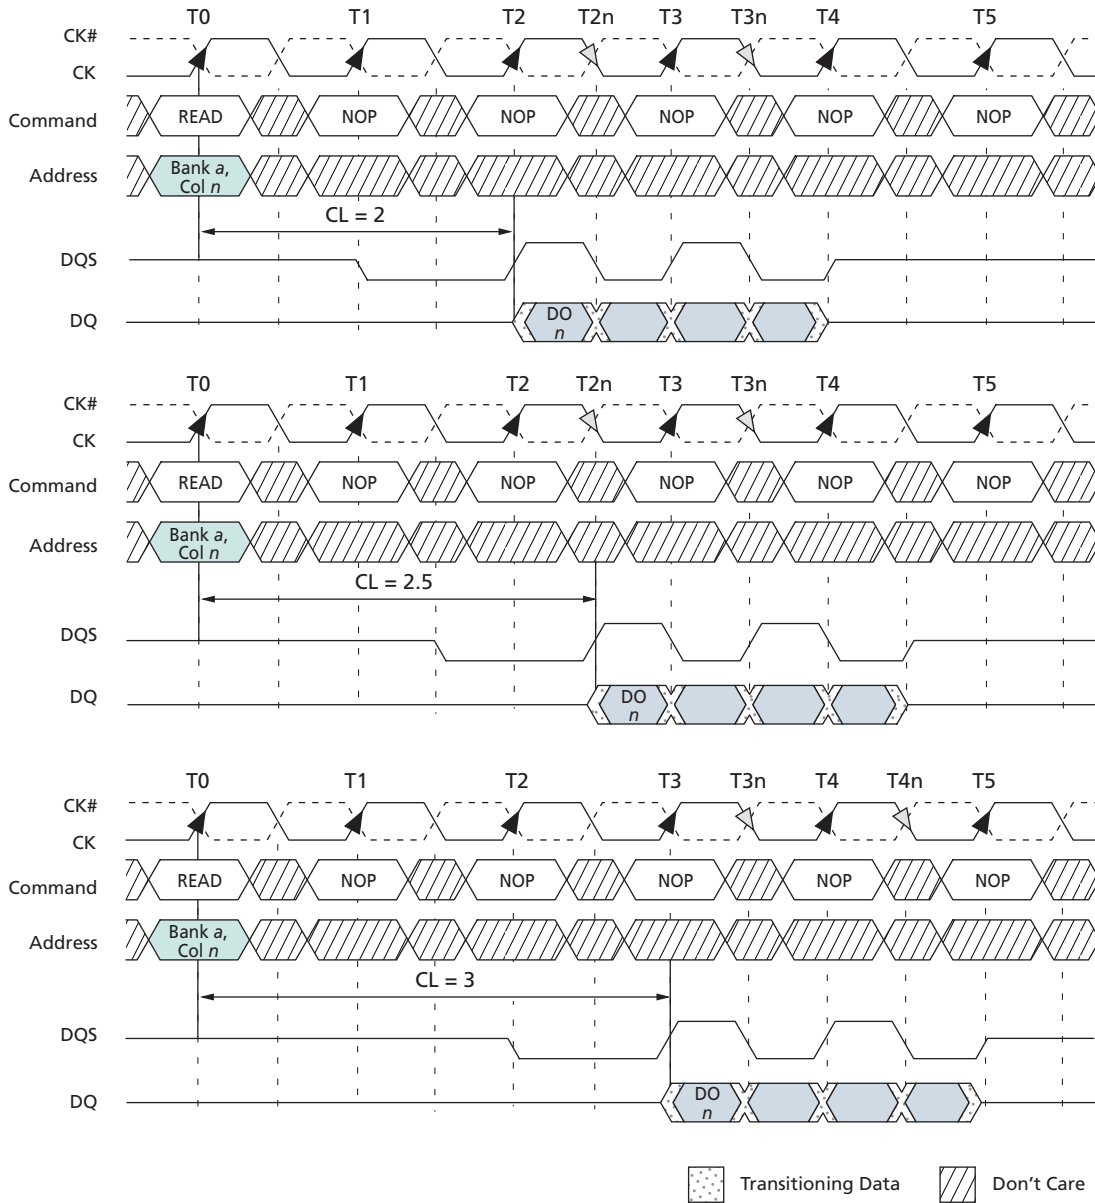 T0 T1 T2 T2n T3 T3n T4 T5
CK#
CK
Command READ NOP NOP NOP NOP NOP
Address Bank a,
Col n
CL = 2
DQS
DQ DO
n
T0 T1 T2 T2n T3 T3n T4 T5
CK#
CK
Command READ NOP NOP NOP NOP NOP
Address Bank a,
Col n
CL = 2.5
DQS
DQ DO
n
T0 T1 T2 T3 T3n T4 T4n T5
CK#
CK
Command READ NOP NOP NOP NOP NOP
Address Bank a,
Col n
CL = 3
DQS
DQ DO
n
Transitioning Data Don't Care